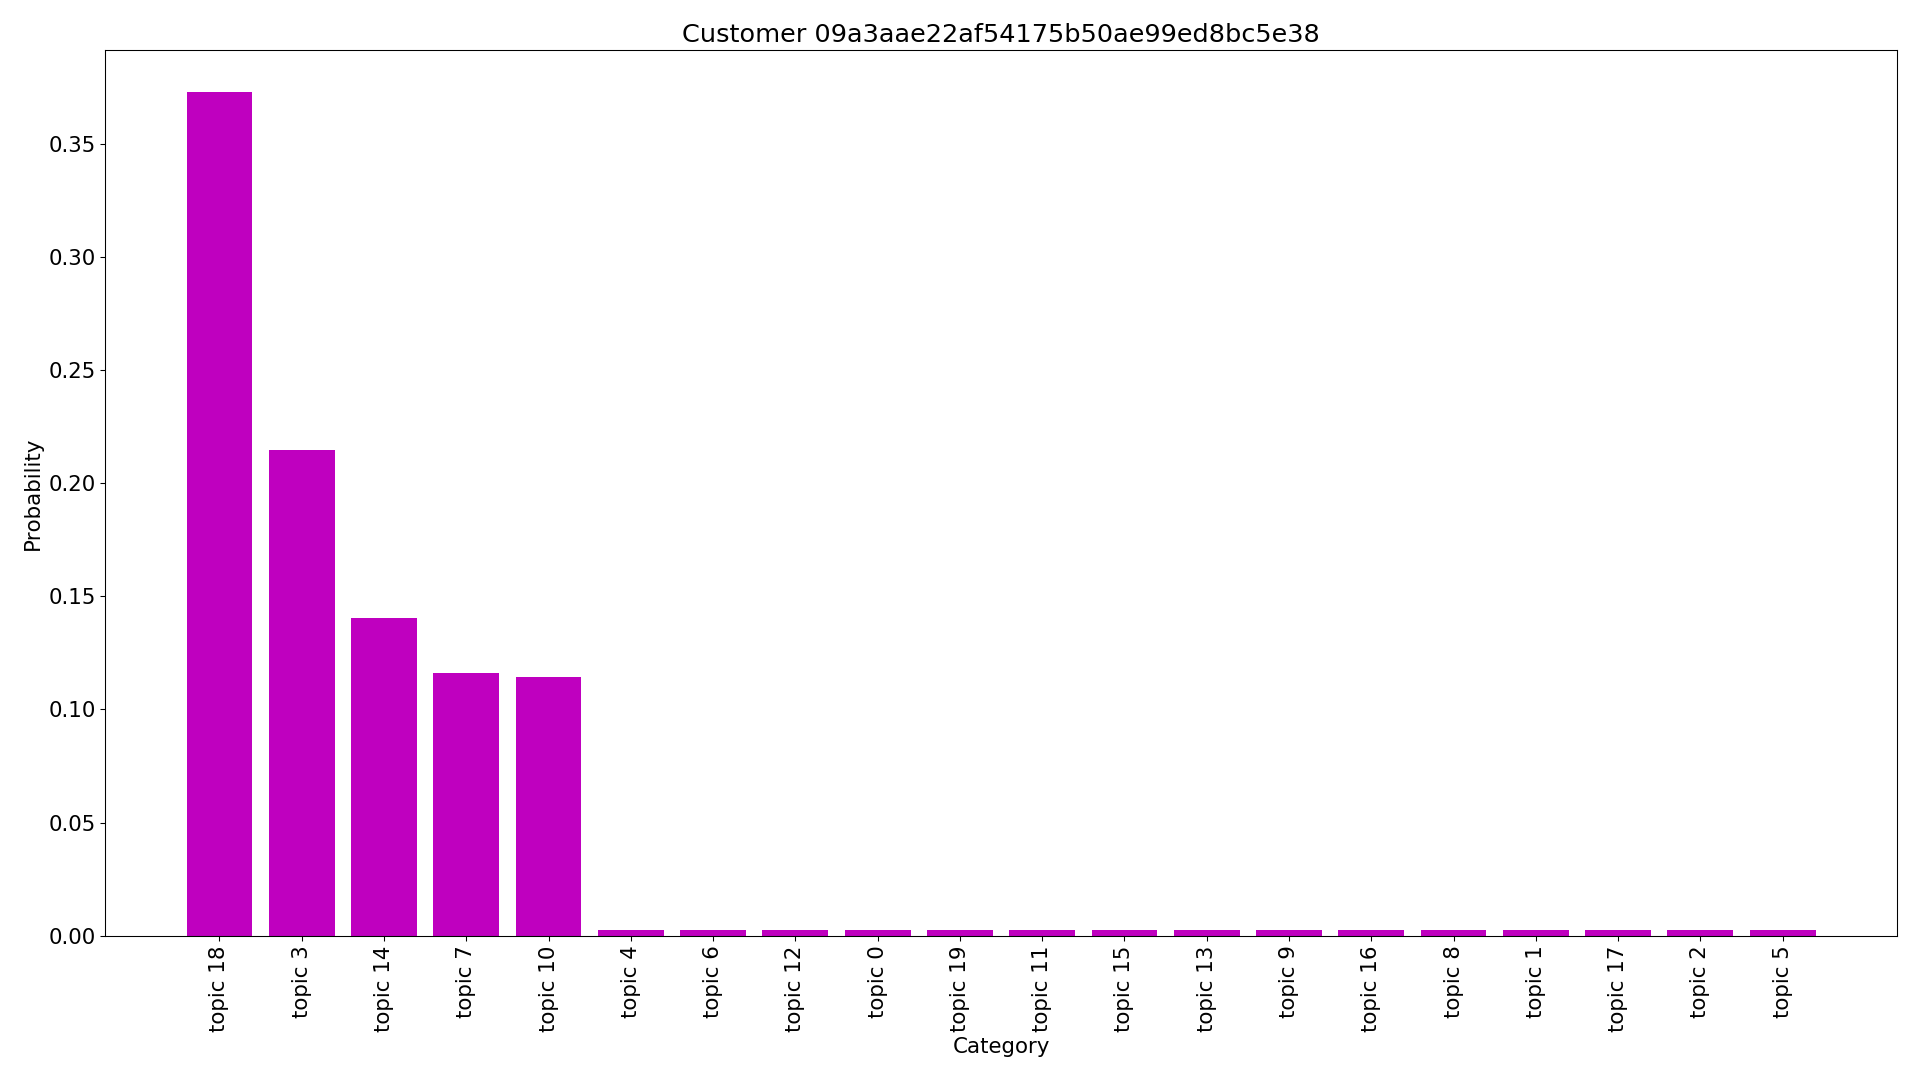 Customer 09a3aae22af54175b50ae99ed8bc5e38
Probability
0.35
0.30
0.25
0.20
0.15
0.10
0.05
0.00
topic 18
topic 3
topic 14
topic 7
topic 10
topic 4
topic 6
topic 12
topic 0
topic 19
topic 11
topic 15
topic 13
topic 9
topic 16
topic 8
topic 1
topic 17
topic 2
topic 5
Category